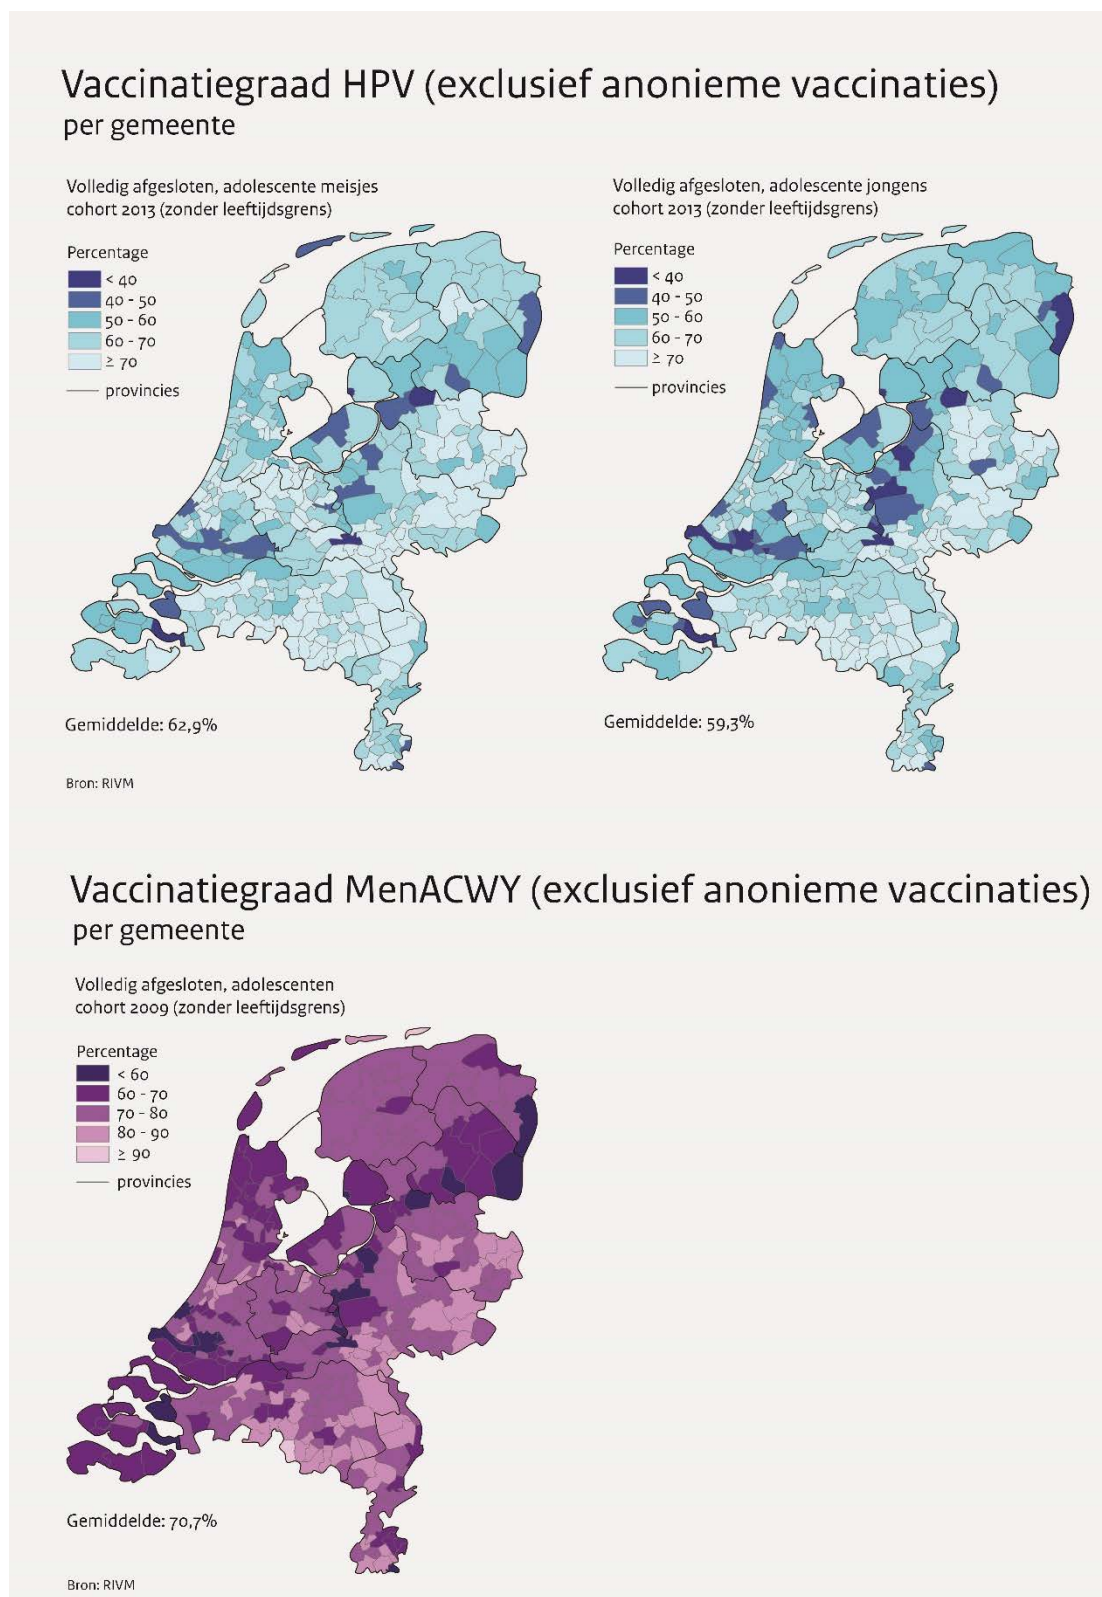 Vaccinatiegraad HPV (exclusief anonieme vaccinaties)
per gemeente
Volledig afgesloten, adolescente meisjes
cohort 2013 (zonder leeftijdsgrens)
Percentage
< 40
40 - 50
50 - 60
60 - 70
≥ 70
provincies
Gemiddelde: 62,9%
Bron: RIVM
Volledig afgesloten, adolescente jongens
cohort 2013 (zonder leeftijdsgrens)
Percentage
< 40
40 - 50
50 - 60
60 - 70
≥ 70
provincies
Gemiddelde: 59,3%
Vaccinatiegraad MenACWY (exclusief anonieme vaccinaties)
per gemeente
Volledig afgesloten, adolescenten
cohort 2009 (zonder leeftijdsgrens)
Percentage
< 60
60 - 70
70 - 80
80 - 90
≥ 90
provincies
Gemiddelde: 70,7%
Bron: RIVM